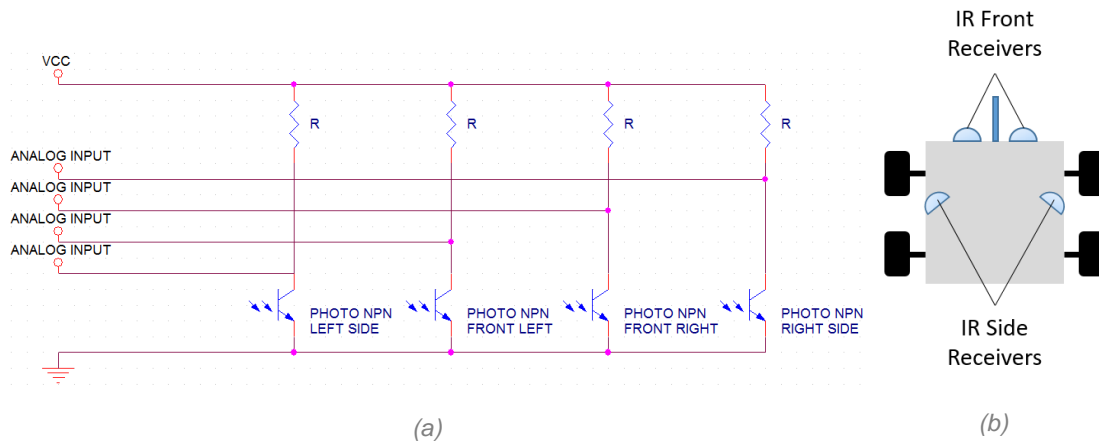 VCC
R
R
R
R
ANALOG INPUT
ANALOG INPUT
ANALOG INPUT
ANALOG INPUT
PHOTO NPN
LEFT SIDE
PHOTO NPN
FRONT LEFT
PHOTO NPN
FRONT RIGHT
PHOTO NPN
RIGHT SIDE
(a)
IR Front
Receivers
IR Side
Receivers
(b)